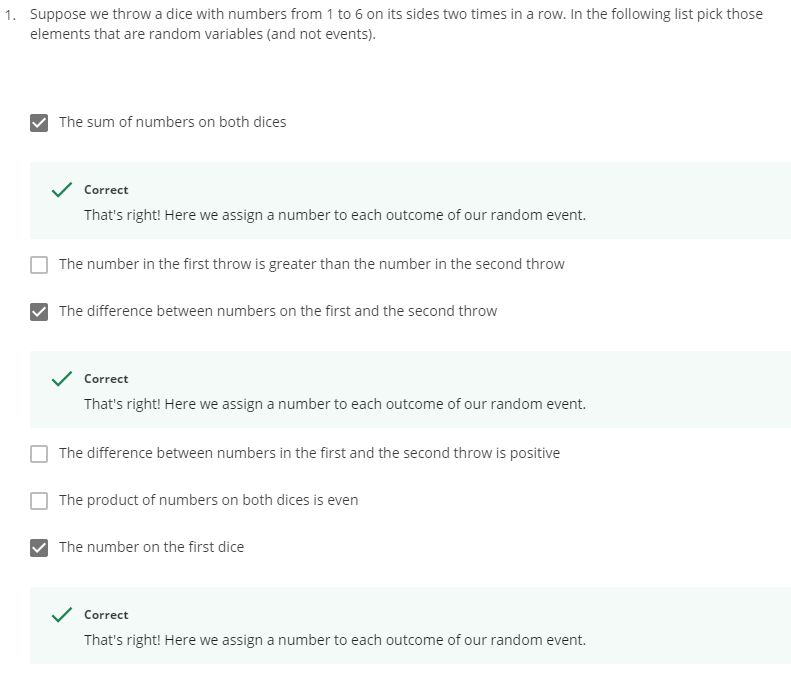 1. Suppose we throw a dice with numbers from 1 to 6 on its sides two times in a row. In the following list pick those
elements that are random variables (and not events).
The sum of numbers on both dices
Correct
That's right! Here we assign a number to each outcome of our random event.
The number in the first throw is greater than the number in the second throw
The difference between numbers on the first and the second throw
Correct
That's right! Here we assign a number to each outcome of our random event.
The difference between numbers in the first and the second throw is positive
The product of numbers on both dices is even
The number on the first dice
Correct
That's right! Here we assign a number to each outcome of our random event.